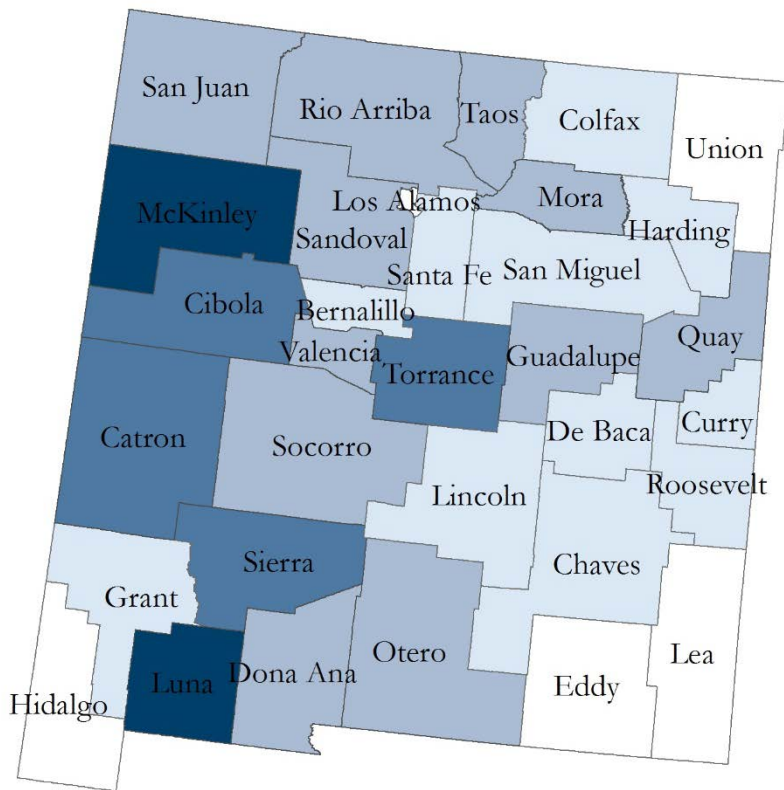 San Juan
Rio Arriba
Taos
Colfax
Union
McKinley
Los Alamos
Mora
Harding
Sandoval
Santa Fe
San Miguel
Cibola
Bernalillo
Valencia
Torrance
Guadalupe
Quay
Catron
Socorro
De Baca
Curry
Lincoln
Roosevelt
Sierra
Chaves
Grant
Otero
Luna
Dona Ana
Eddy
Lea
Hidalgo